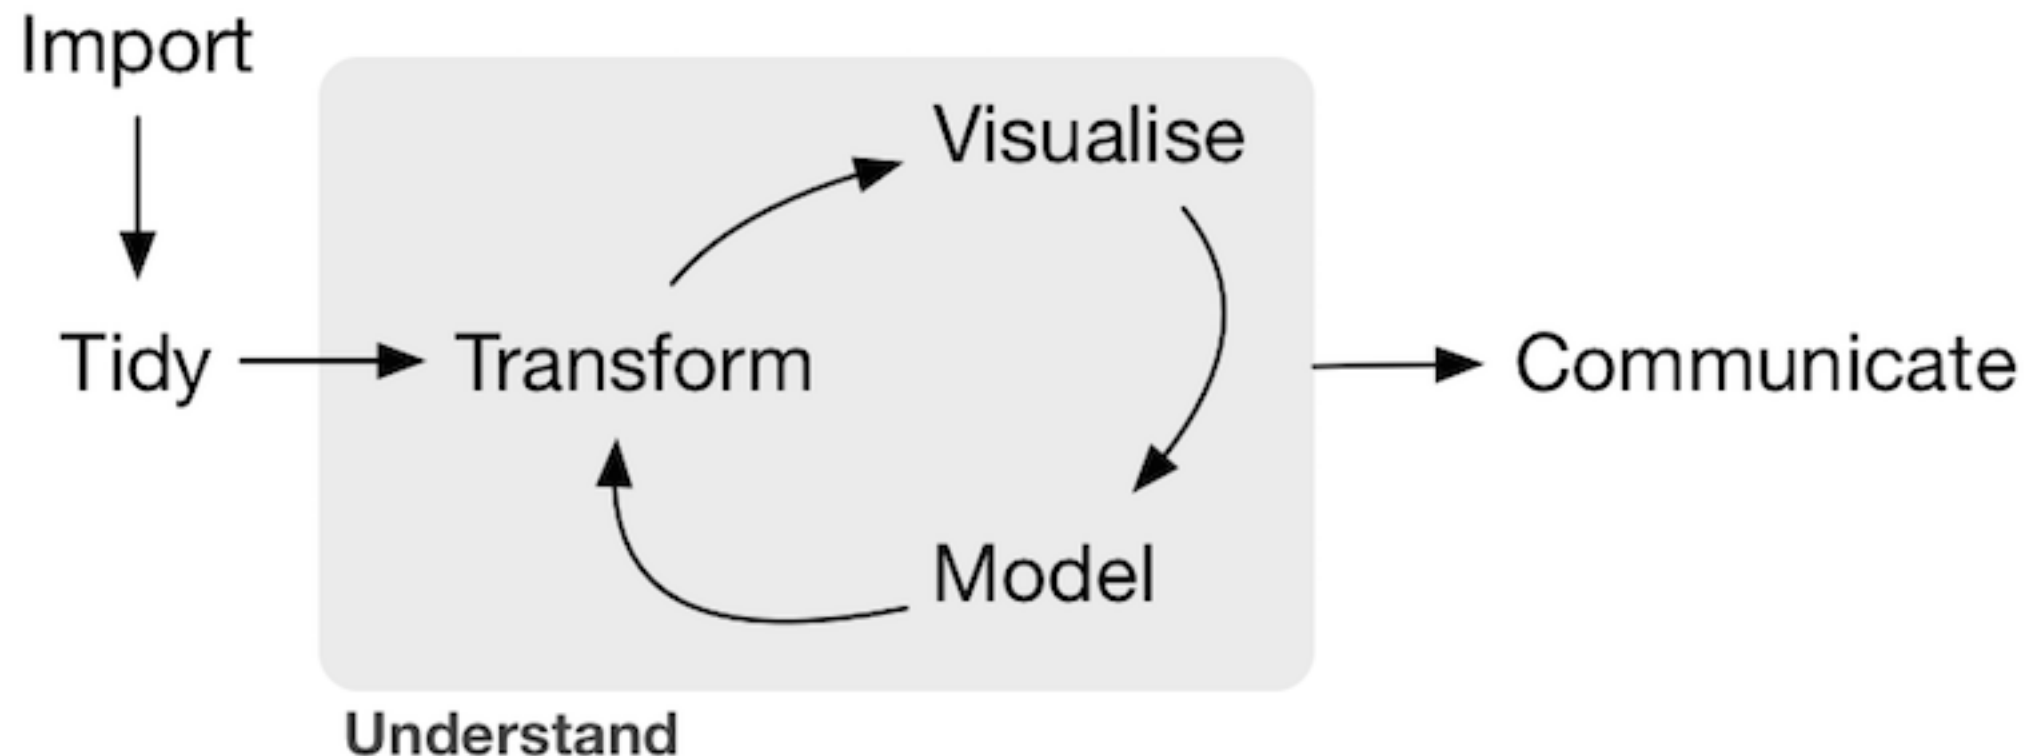 Import
Tidy
Transform
Visualise
Model
Communicate
Understand